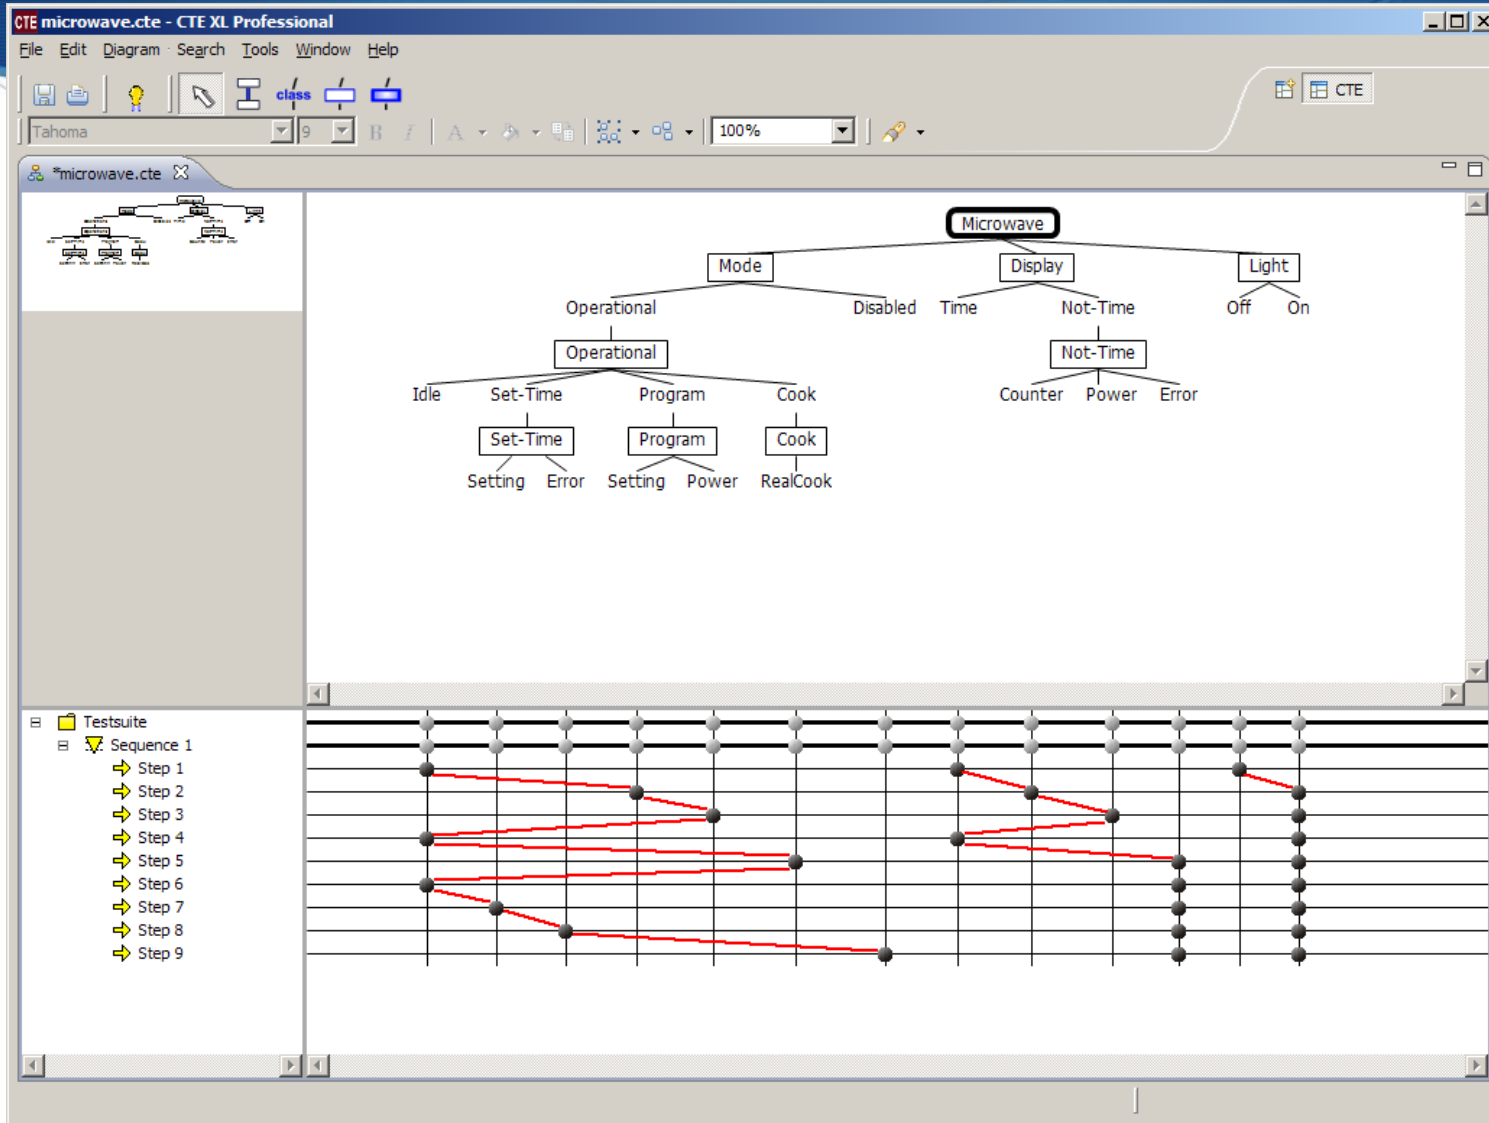 CTE microwave.cte - CTE XL Professional
File Edit Diagram Search Tools Window Help
class
CTE
Tahoma 9 B I A 100%
*microwave.cte
Microwave
Mode Display Light
Operational Disabled Time Not-Time Off On
Operational Not-Time
Idle Set-Time Program Cook Counter Power Error
Set-Time Program Cook
Setting Error Setting Power RealCook
Testsuite
Sequence 1
Step 1
Step 2
Step 3
Step 4
Step 5
Step 6
Step 7
Step 8
Step 9